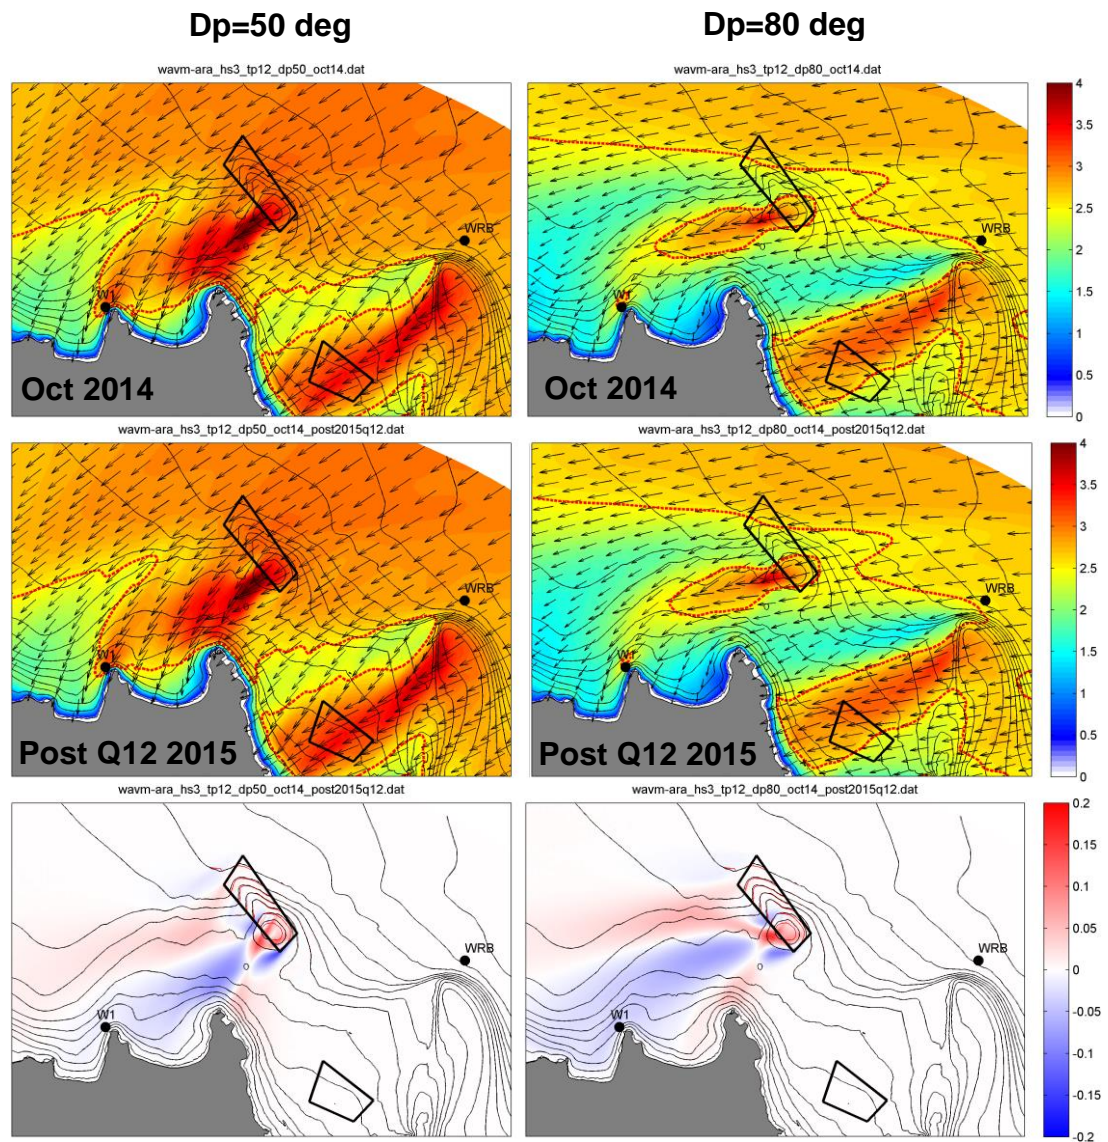 Dp=50 deg
Dp=80 deg
wavm-ara_hs3_tp12_dp50_oct14.dat
wavm-ara_hs3_tp12_dp80_oct14.dat
WRB
W1
Oct 2014
WRB
W1
Oct 2014
4
3.5
3
2.5
2
1.5
1
0.5
0
wavm-ara_hs3_tp12_dp50_oct14_post2015q12.dat
wavm-ara_hs3_tp12_dp80_oct14_post2015q12.dat
WRB
W1
Post Q12 2015
WRB
W1
Post Q12 2015
4
3.5
3
2.5
2
1.5
1
0.5
0
wavm-ara_hs3_tp12_dp50_oct14_post2015q12.dat
wavm-ara_hs3_tp12_dp80_oct14_post2015q12.dat
WRB
W1
WRB
W1
0.2
0.15
0.1
0.05
0
-0.05
-0.1
-0.15
-0.2